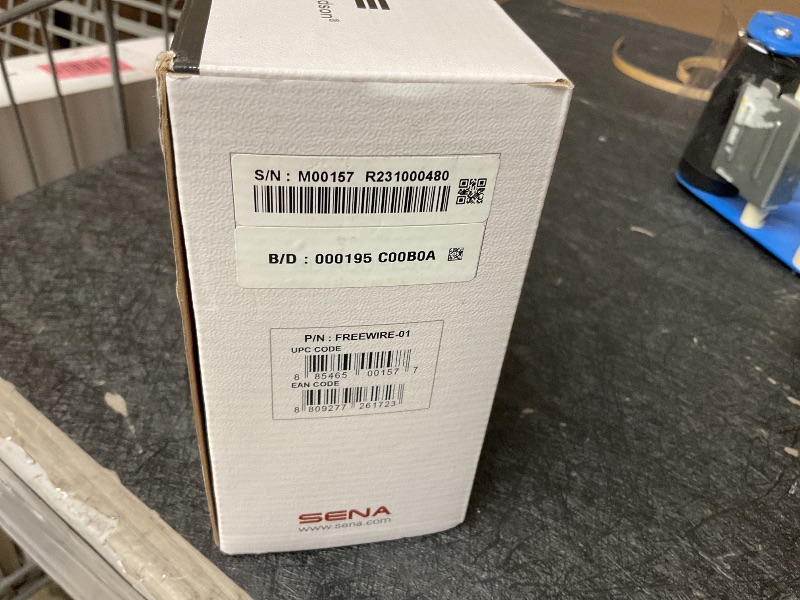 dson®
S/N : M00157 R231000480
B/D : 000195 C00B0A
P/N : FREEWIRE-01
UPC CODE
8 85465 00157 7
EAN CODE
8 809277 261723
SENA
www.sena.com